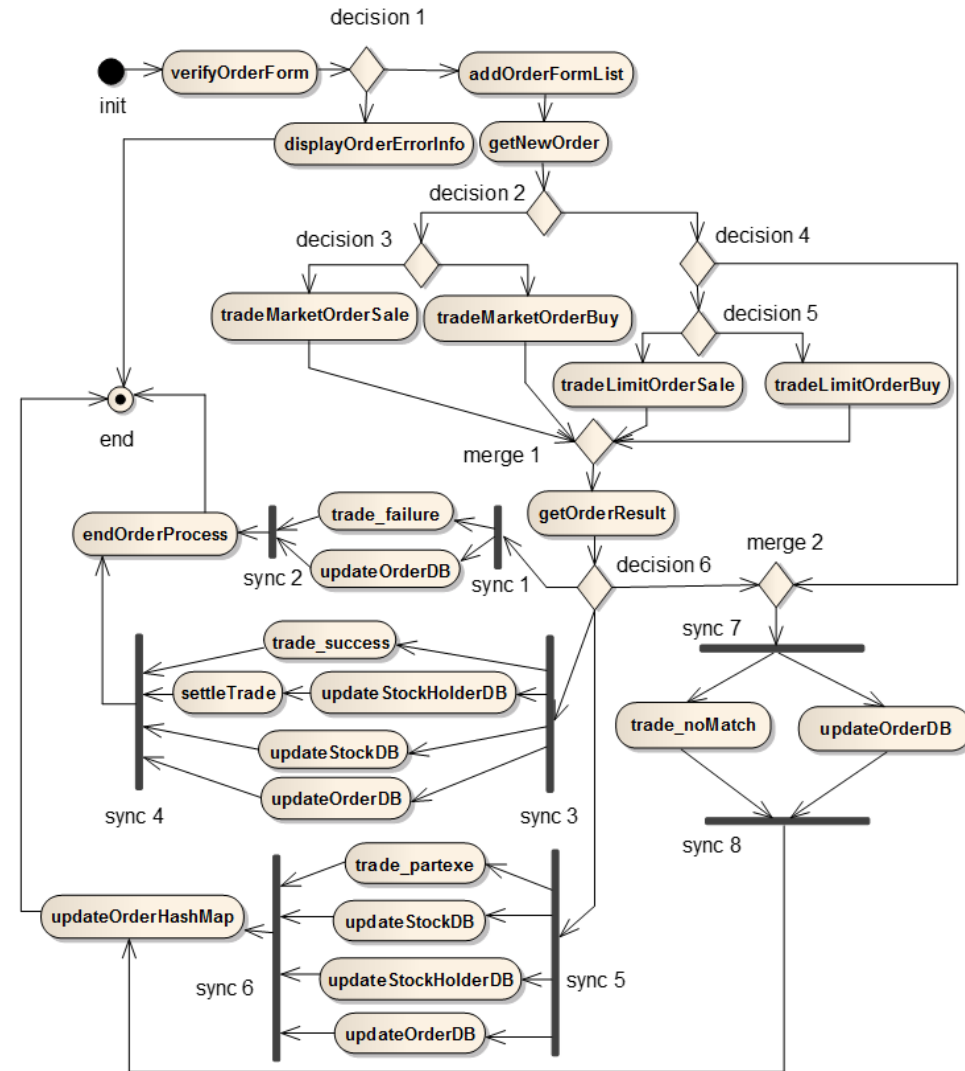 decision 1
verifyOrderForm
addOrderFormList
init
displayOrderErrorInfo
getNewOrder
decision 2
decision 3
decision 4
tradeMarketOrderSale
tradeMarketOrderBuy
decision 5
tradeLimitOrderSale
tradeLimitOrderBuy
end
merge 1
getOrderResult
trade_failure
endOrderProcess
updateOrderDB
sync 2
sync 1
decision 6
merge 2
sync 7
trade_success
settleTrade
updateStockHolderDB
updateStockDB
updateOrderDB
sync 4
sync 3
trade_noMatch
updateOrderDB
sync 8
trade_partexe
updateOrderHashMap
updateStockDB
updateStockHolderDB
updateOrderDB
sync 6
sync 5